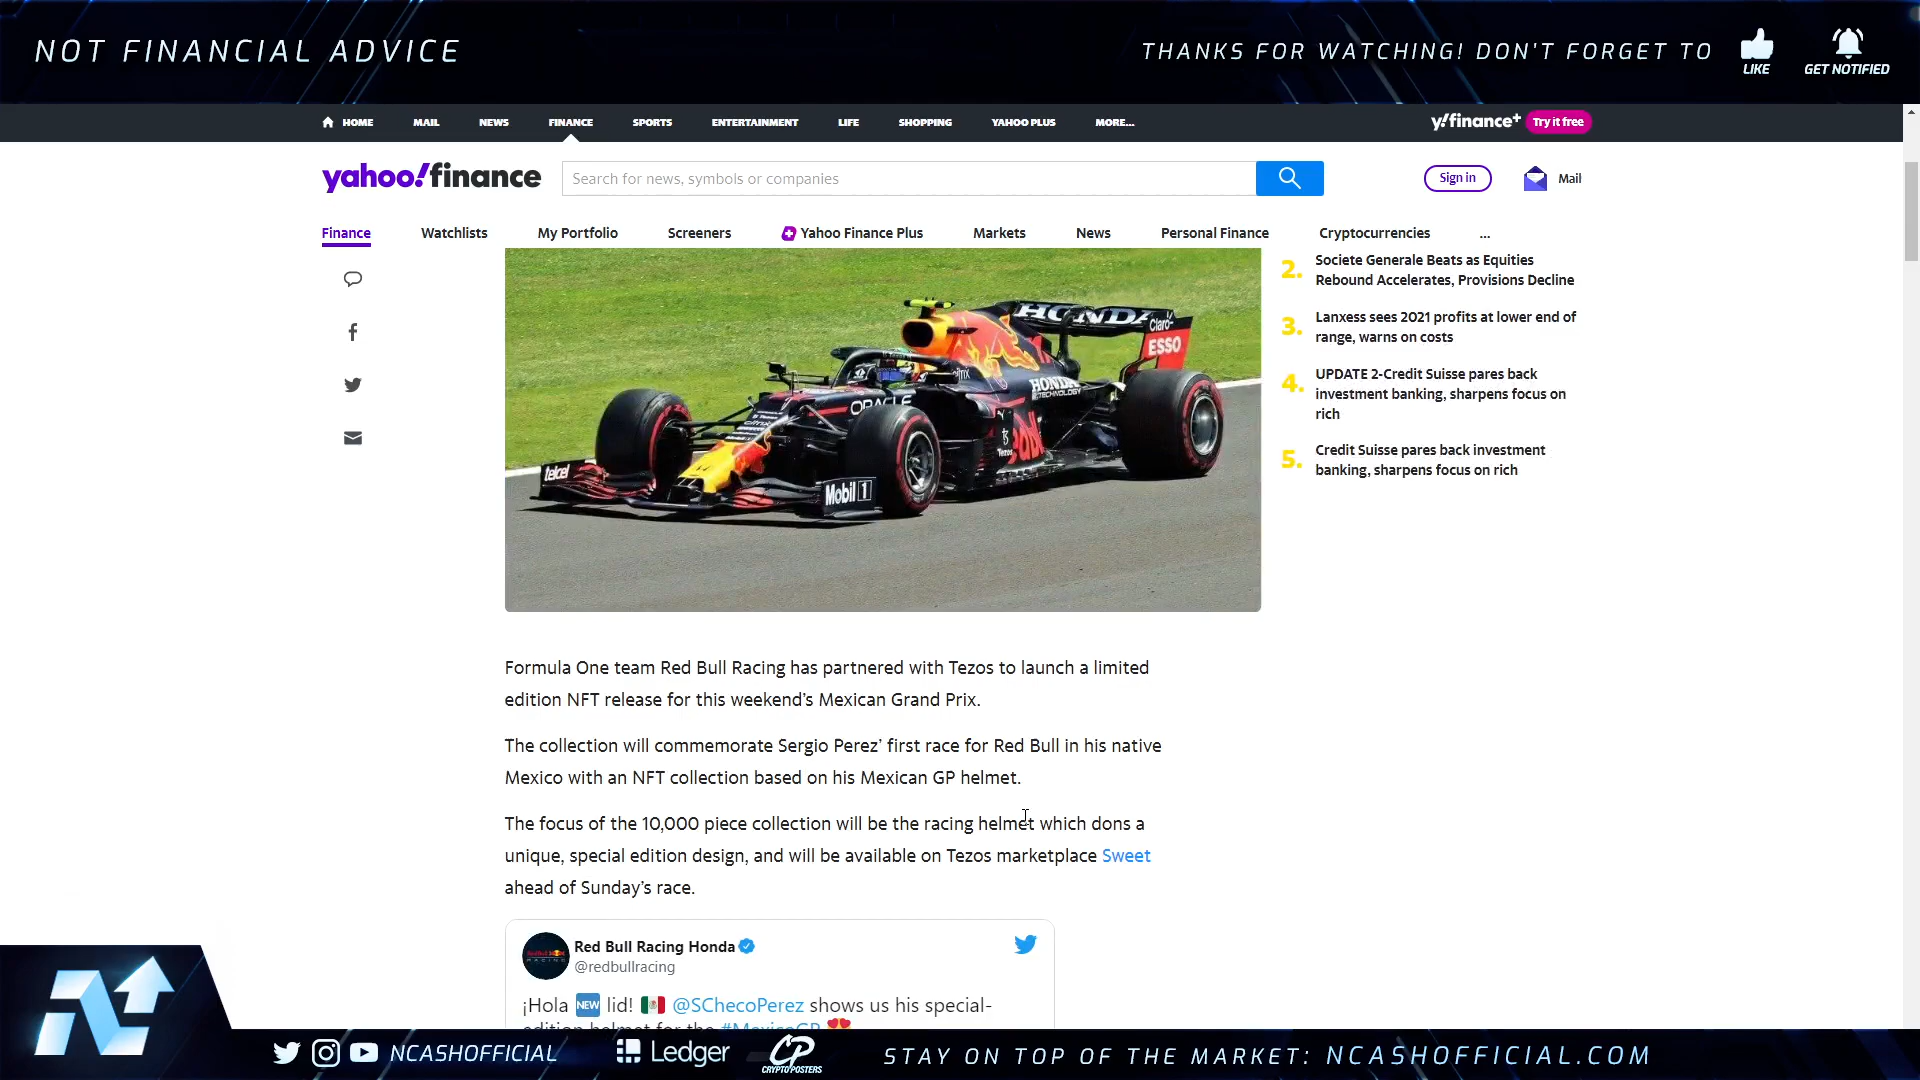 NOT FINANCIAL ADVICE
THANKS FOR WATCHING! DON'T FORGET TO
LIKE
GET NOTIFIED
HOME MAIL NEWS FINANCE SPORTS ENTERTAINMENT LIFE SHOPPING YAHOO PLUS MORE...
y!finance+ Try it free
yahoo!finance
Search for news, symbols or companies
Sign in
Mail
Finance Watchlists My Portfolio Screeners Yahoo Finance Plus Markets News Personal Finance Cryptocurrencies ...
HONDA
Claro-
ESSO
HONDA
ORACLE
citrix
Tezos
telcel
Mobil 1
2. Societe Generale Beats as Equities
Rebound Accelerates, Provisions Decline
3. Lanxess sees 2021 profits at lower end of
range, warns on costs
4. UPDATE 2-Credit Suisse pares back
investment banking, sharpens focus on
rich
5. Credit Suisse pares back investment
banking, sharpens focus on rich
Formula One team Red Bull Racing has partnered with Tezos to launch a limited
edition NFT release for this weekend’s Mexican Grand Prix.
The collection will commemorate Sergio Perez’ first race for Red Bull in his native
Mexico with an NFT collection based on his Mexican GP helmet.
The focus of the 10,000 piece collection will be the racing helmet which dons a
unique, special edition design, and will be available on Tezos marketplace Sweet
ahead of Sunday’s race.
Red Bull Racing Honda
@redbullracing
¡Hola NEW lid! @SChecoPerez shows us his special-
edition helmet for the #MexicoGP
NCASHOFFICIAL
Ledger
CP
CRYPTO POSTERS
STAY ON TOP OF THE MARKET: NCASHOFFICIAL.COM